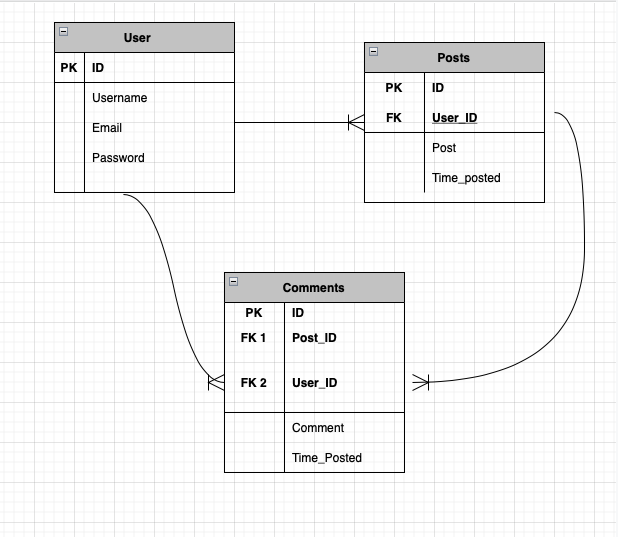 User
PK ID
Username
Email
Password
Posts
PK ID
FK User_ID
Post
Time_posted
Comments
PK ID
FK 1 Post_ID
FK 2 User_ID
Comment
Time_Posted